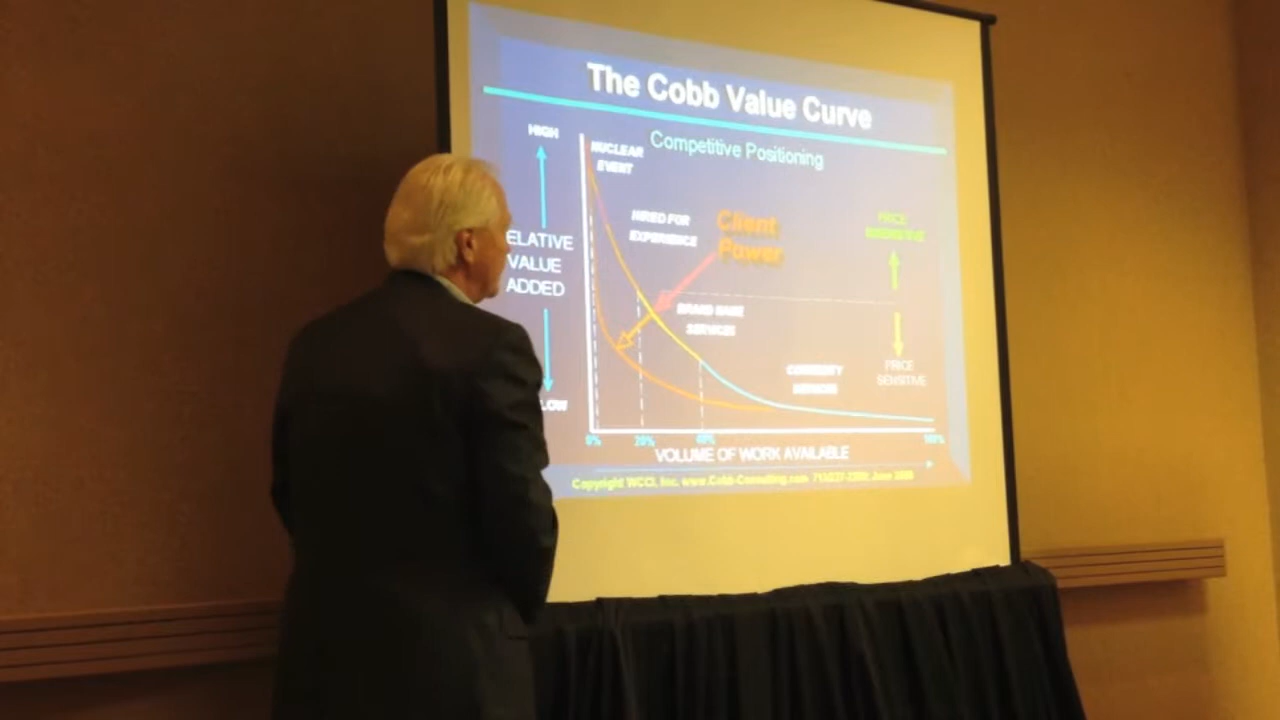 The Cobb Value Curve
Competitive Positioning
HIGH
NUCLEAR
EVENT
HIRED FOR
EXPERIENCE
Client
Power
PRICE
ELATIVE
VALUE
ADDED
BRAND NAME
SERVICES
COMMODITY
SERVICES
PRICE
SENSITIVE
LOW
0%
20%
40%
100%
VOLUME OF WORK AVAILABLE
Copyright WCCI, Inc. www.Cobb-Consulting.com